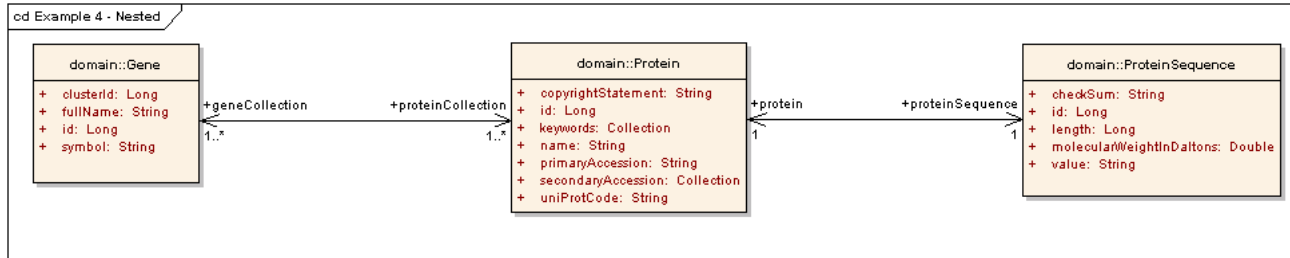 cd Example 4 - Nested
domain::Gene
+ clusterId: Long
+ fullName: String
+ id: Long
+ symbol: String
+geneCollection
1..*
+proteinCollection
1..*
domain::Protein
+ copyrightStatement: String
+ id: Long
+ keywords: Collection
+ name: String
+ primaryAccession: String
+ secondaryAccession: Collection
+ uniProtCode: String
+protein
1
+proteinSequence
1
domain::ProteinSequence
+ checkSum: String
+ id: Long
+ length: Long
+ molecularWeightInDaltons: Double
+ value: String